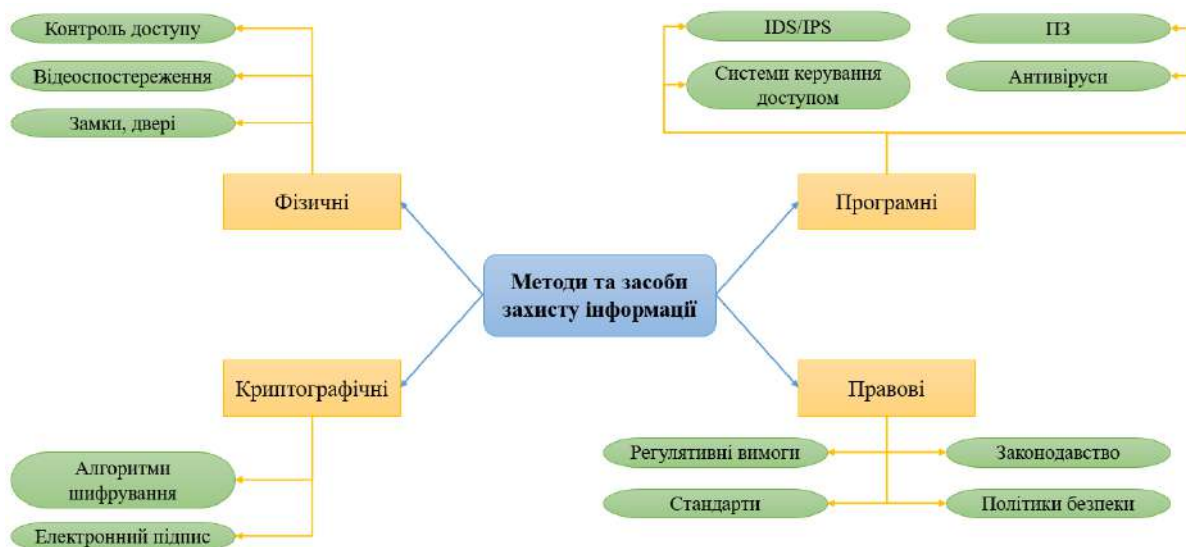 Контроль доступу
Відеоспостереження
Замки, двері
Фізичні
IDS/IPS
ПЗ
Системи керування
доступом
Антивіруси
Програмні
Методи та засоби
захисту інформації
Криптографічні
Алгоритми
шифрування
Електронний підпис
Правові
Регулятивні вимоги
Законодавство
Стандарти
Політики безпеки